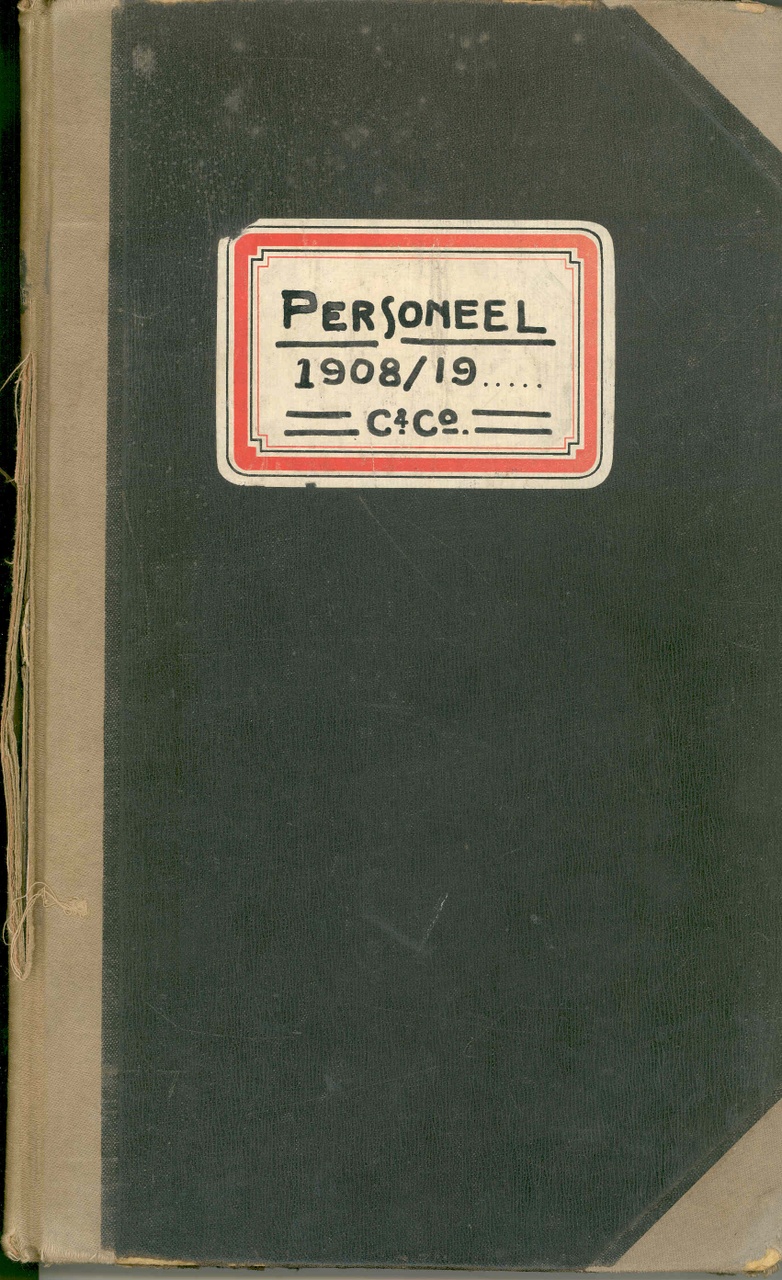 PERSONEEL
1908/19.....
C&Co.